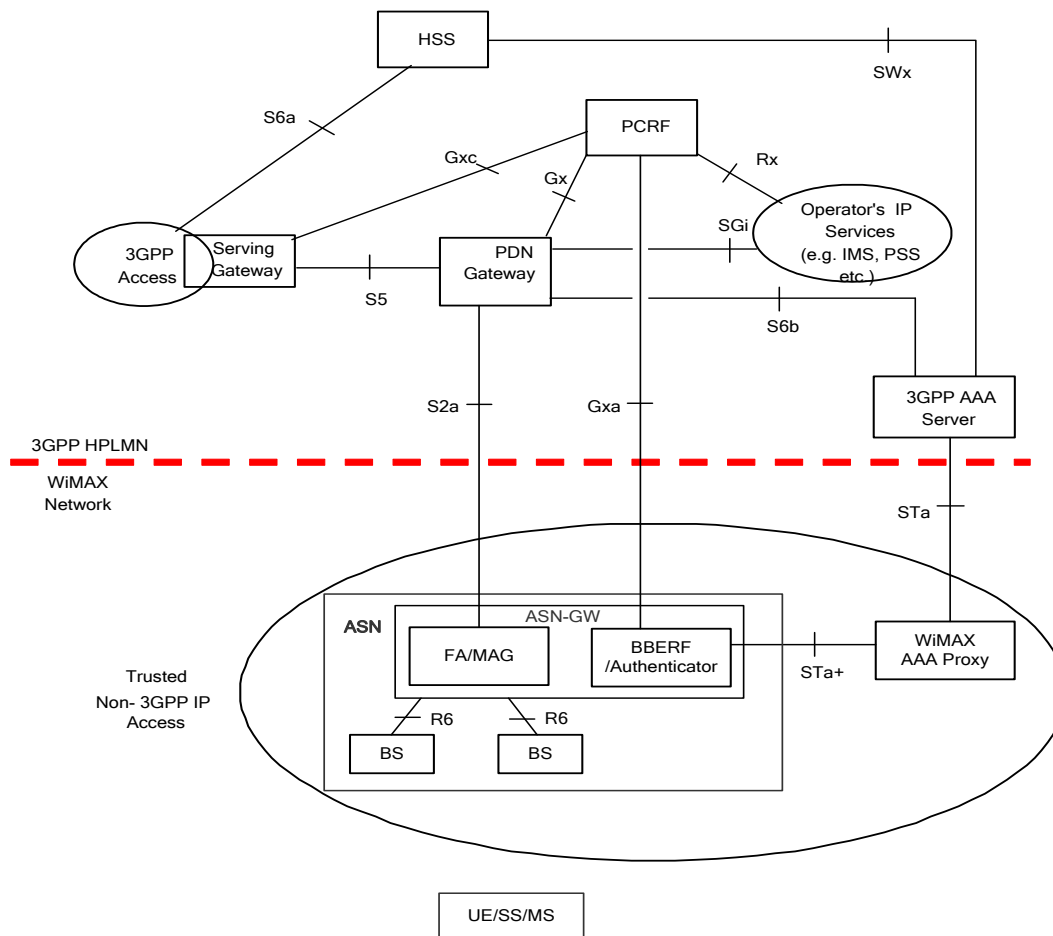 HSS
SWx
S6a
PCRF
Gxc
Gx
Rx
Operator's IP
Services
(e.g. IMS, PSS
etc.)
SGi
3GPP
Access
Serving
Gateway
PDN
Gateway
S5
S6b
S2a
Gxa
3GPP AAA
Server
3GPP HPLMN
WiMAX
Network
STa
ASN
ASN-GW
FA/MAG
BBERF
/Authenticator
WiMAX
AAA Proxy
STa+
Trusted
Non- 3GPP IP
Access
R6
R6
BS
BS
UE/SS/MS